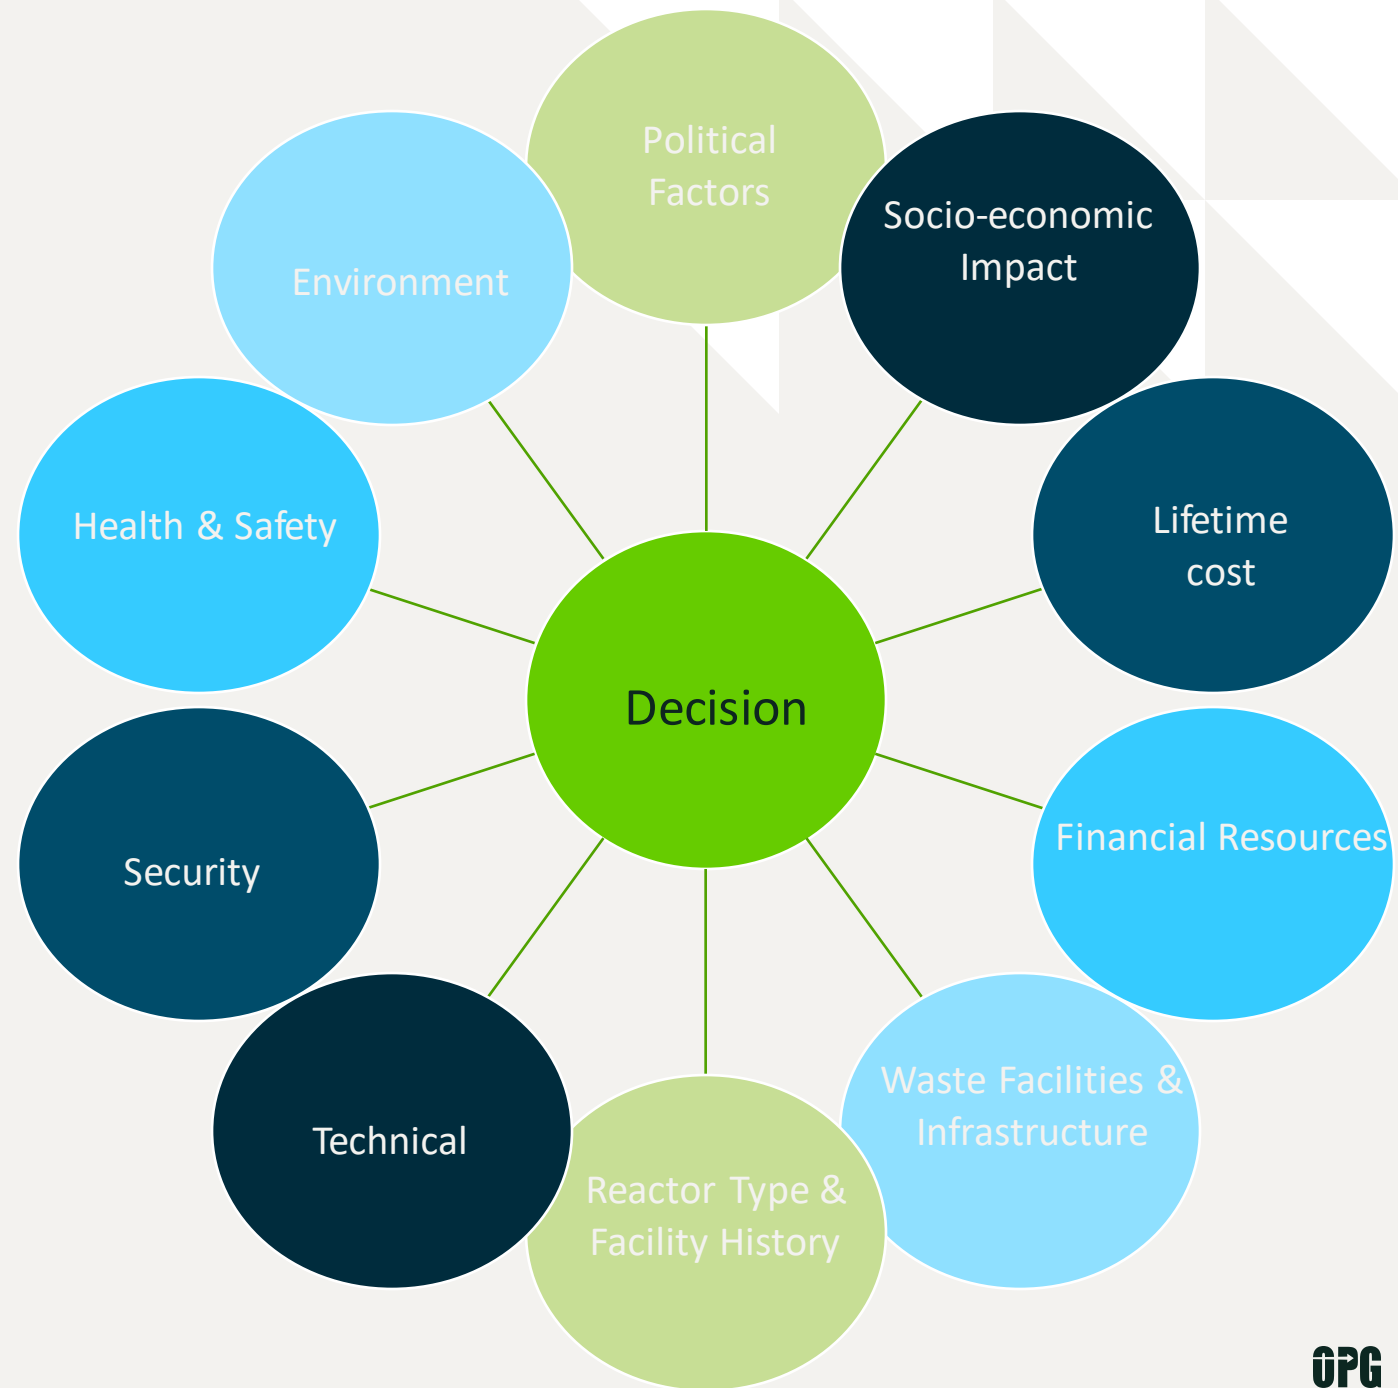 Political
Factors
Socio-economic
Impact
Environment
Lifetime
cost
Health & Safety
Decision
Financial Resources
Security
Waste Facilities &
Infrastructure
Technical
Reactor Type &
Facility History
OPG